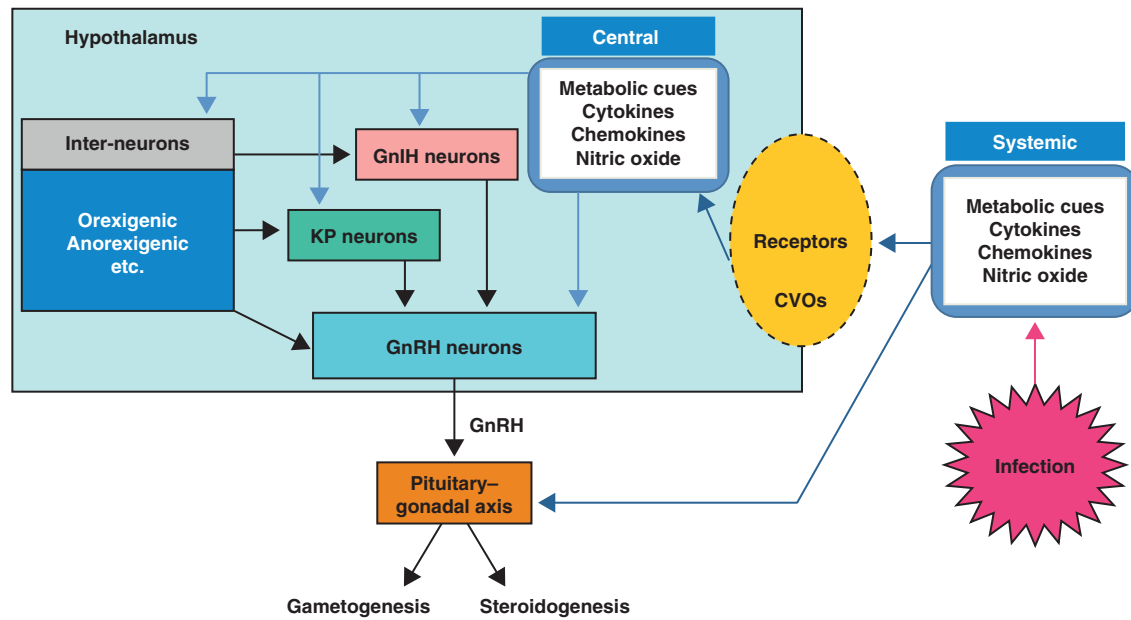 Hypothalamus
Central
Metabolic cues
Cytokines
Chemokines
Nitric oxide
Systemic
Metabolic cues
Cytokines
Chemokines
Nitric oxide
Inter-neurons
GnIH neurons
Orexigenic
Anorexigenic
etc.
KP neurons
Receptors
CVOs
GnRH neurons
GnRH
Infection
Pituitary–
gonadal axis
Gametogenesis
Steroidogenesis